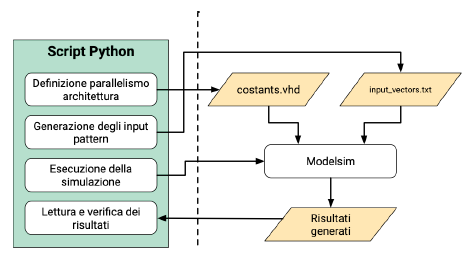 Script Python
Definizione parallelismo
architettura
costants.vhd
input_vectors.txt
Generazione degli input
pattern
Esecuzione della
simulazione
Modelsim
Lettura e verifica dei
risultati
Risultati
generati